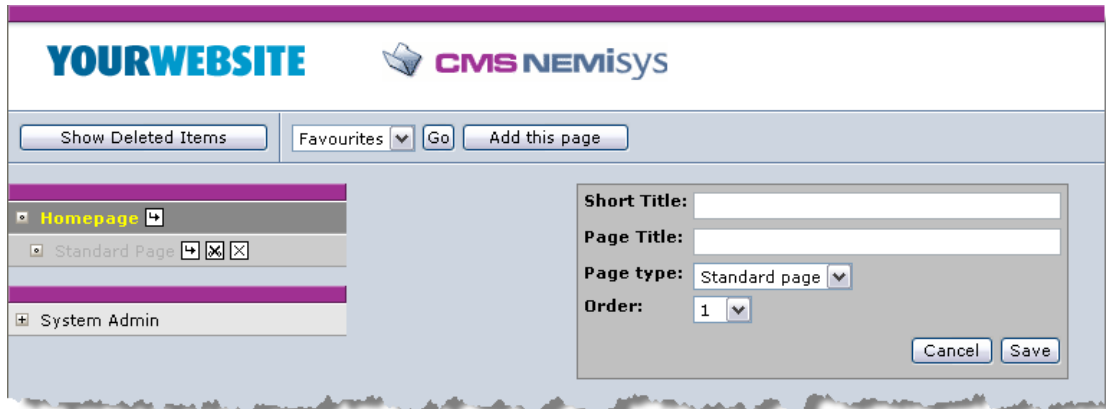 YOURWEBSITE CMS NEMiSYS
Show Deleted Items Favourites Go Add this page
Homepage
Standard Page
System Admin
Short Title:
Page Title:
Page type: Standard page
Order: 1
Cancel Save